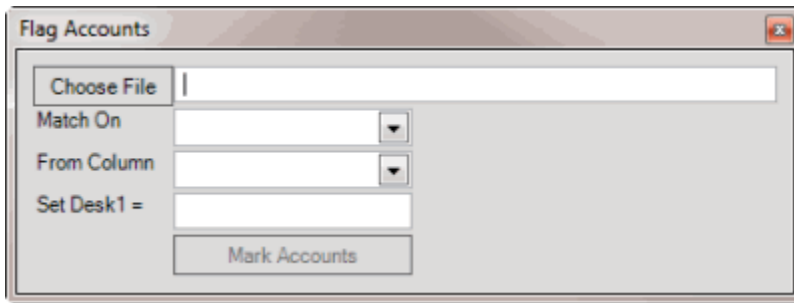 Flag Accounts
Choose File
Match On
From Column
Set Desk1 =
Mark Accounts